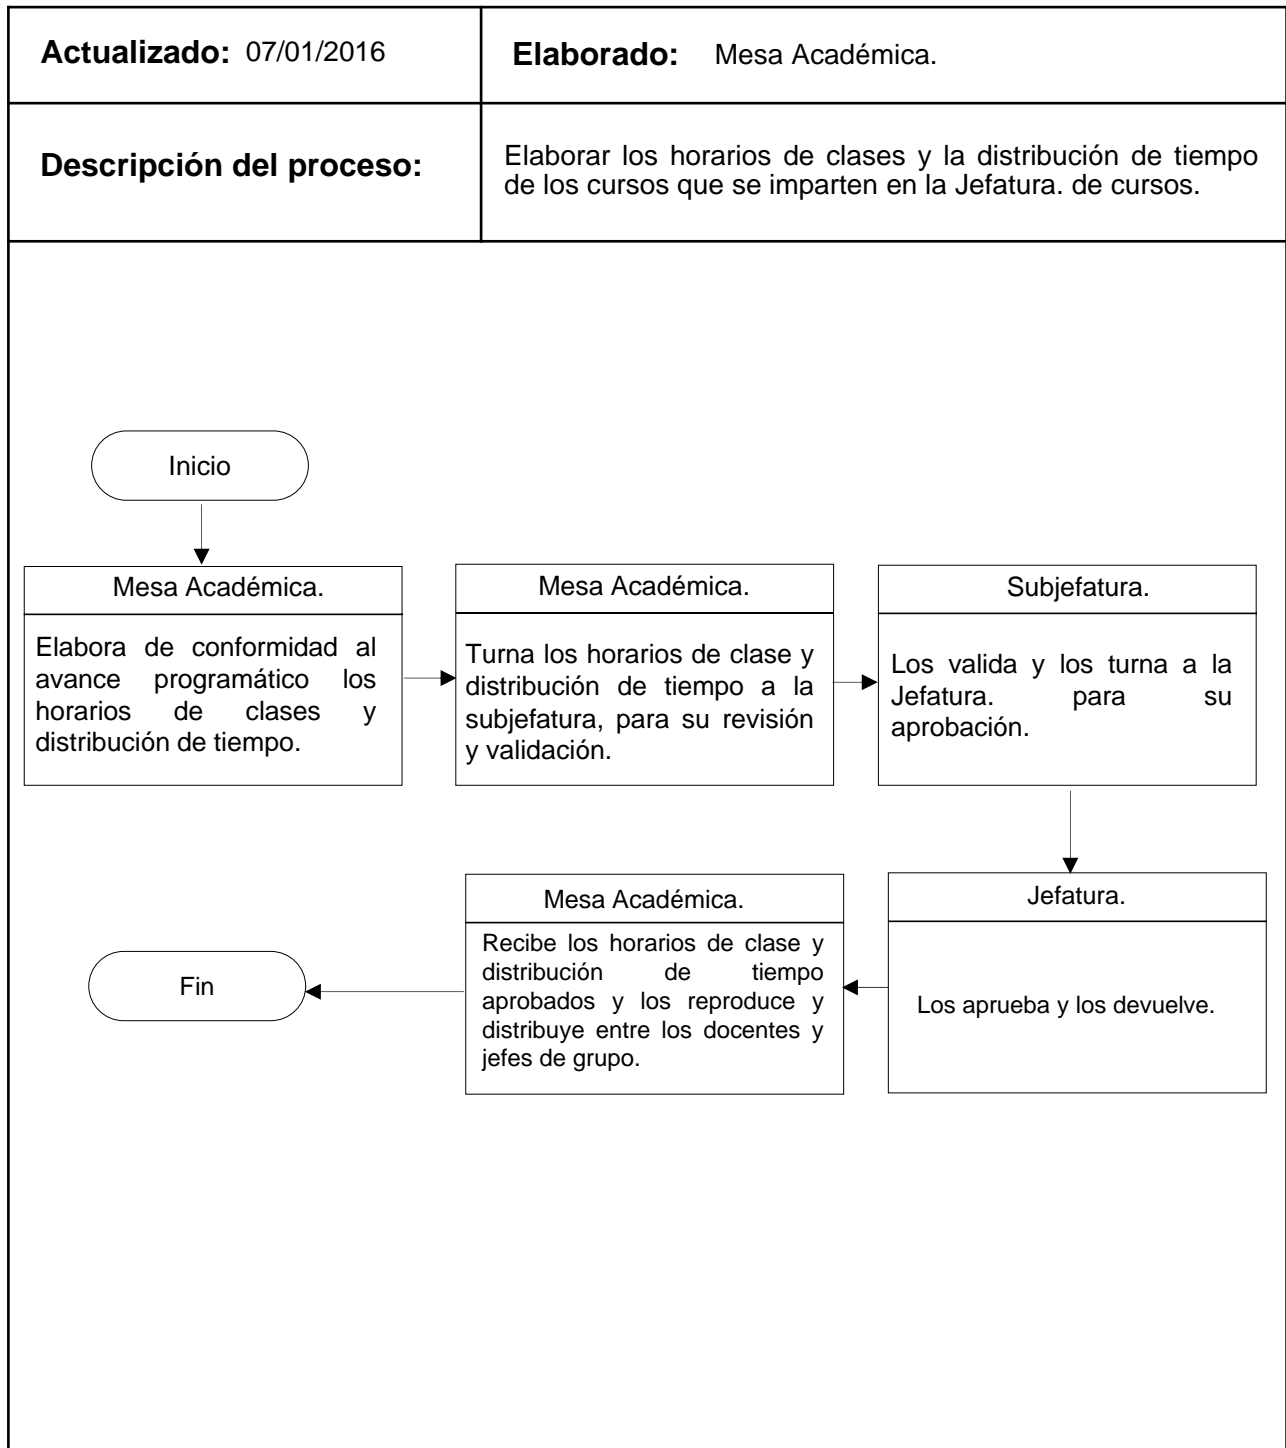 Actualizado: 07/01/2016
Elaborado: Mesa Académica.
Descripción del proceso:
Elaborar los horarios de clases y la distribución de tiempo
de los cursos que se imparten en la Jefatura. de cursos.
Inicio
Mesa Académica.
Elabora de conformidad al
avance programático los
horarios de clases y
distribución de tiempo.
Mesa Académica.
Turna los horarios de clase y
distribución de tiempo a la
subjefatura, para su revisión
y validación.
Subjefatura.
Los valida y los turna a la
Jefatura. para su
aprobación.
Jefatura.
Los aprueba y los devuelve.
Mesa Académica.
Recibe los horarios de clase y
distribución de tiempo
aprobados y los reproduce y
distribuye entre los docentes y
jefes de grupo.
Fin